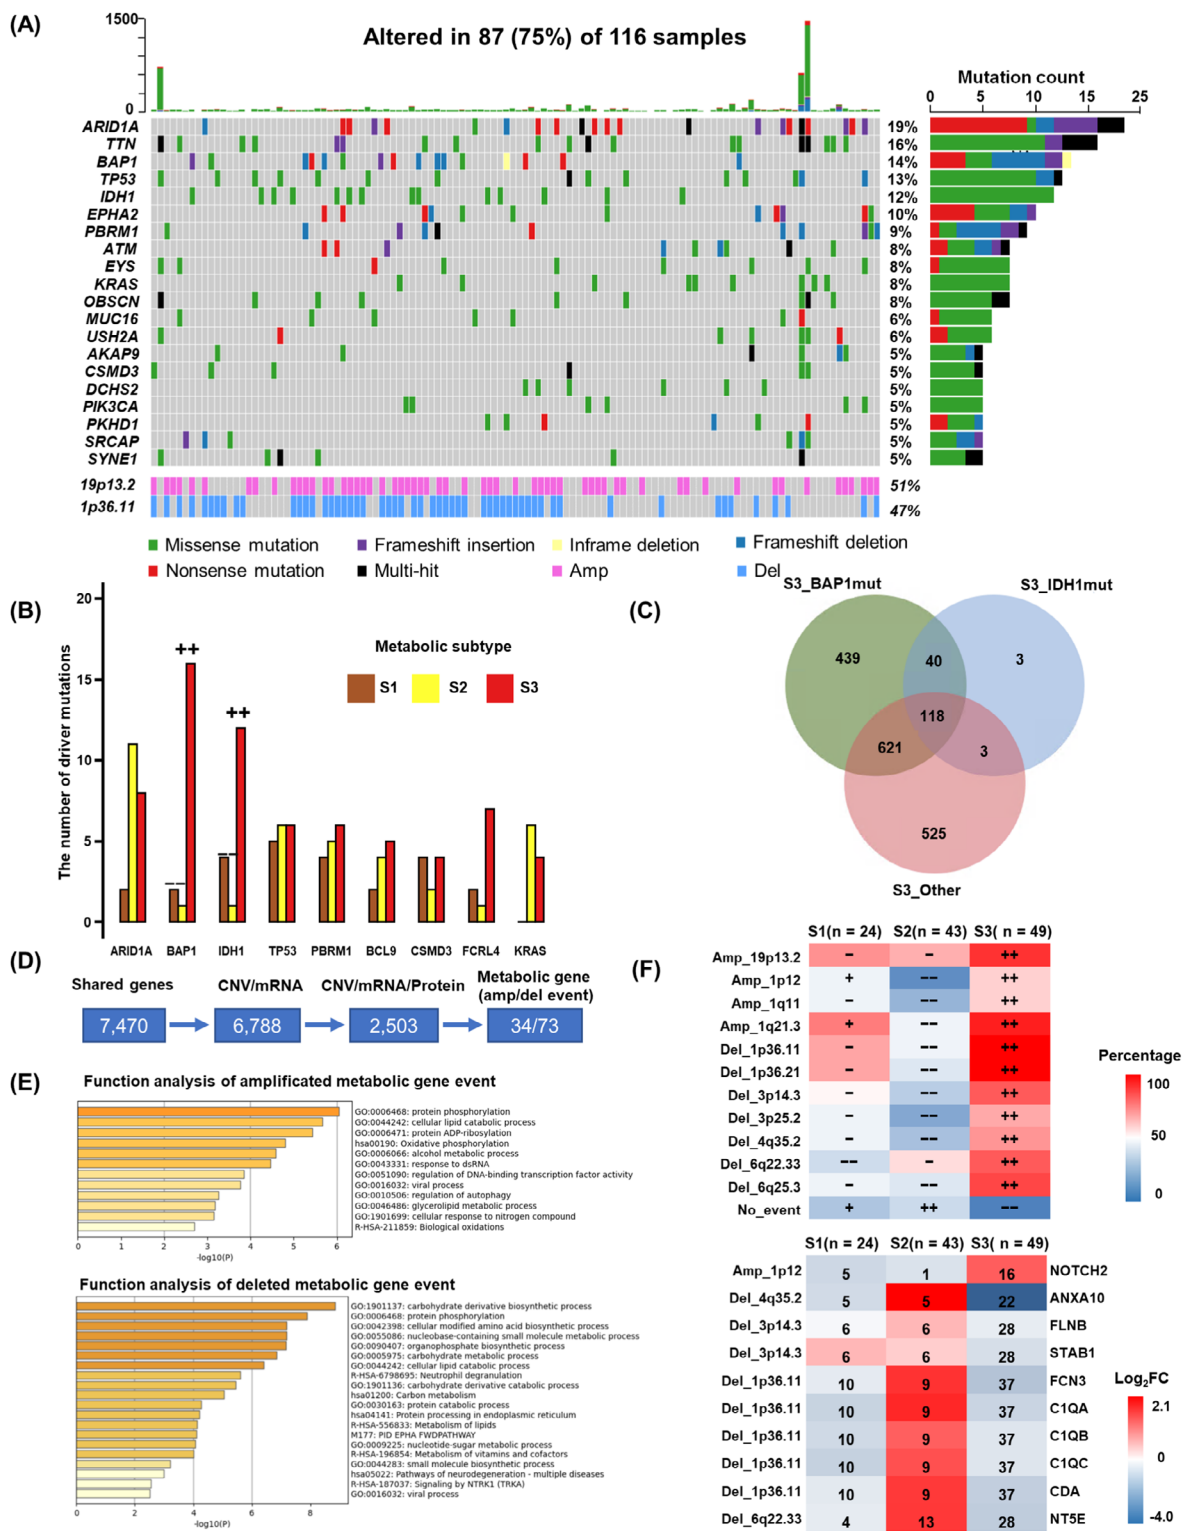 (A)
1500
0
Altered in 87 (75%) of 116 samples
Mutation count
0 5 10 15 20 25
ARID1A 19%
TTN 16%
BAP1 14%
TP53 13%
IDH1 12%
EPHA2 10%
PBRM1 9%
ATM 8%
EYS 8%
KRAS 8%
OBSCN 8%
MUC16 6%
USH2A 6%
AKAP9 5%
CSMD3 5%
DCHS2 5%
PIK3CA 5%
PKHD1 5%
SRCAP 5%
SYNE1 5%
19p13.2 51%
1p36.11 47%
Missense mutation Frameshift insertion Inframe deletion Frameshift deletion
Nonsense mutation Multi-hit Amp Del
(B)
The number of driver mutations
20
15
10
5
0
Metabolic subtype
S1 S2 S3
++
++
-- --
ARID1A BAP1 IDH1 TP53 PBRM1 BCL9 CSMD3 FCRL4 KRAS
(C)
S3_BAP1mut S3_IDH1mut
439 40 3
118
621 3
525
S3_Other
(D)
Shared genes CNV/mRNA CNV/mRNA/Protein Metabolic gene
(amp/del event)
7,470 6,788 2,503 34/73
(E)
Function analysis of amplificated metabolic gene event
GO:0006468: protein phosphorylation
GO:0044242: cellular lipid catabolic process
GO:0006471: protein ADP-ribosylation
hsa00190: Oxidative phosphorylation
GO:0006066: alcohol metabolic process
GO:0043331: response to dsRNA
GO:0051090: regulation of DNA-binding transcription factor activity
GO:0016032: viral process
GO:0010506: regulation of autophagy
GO:0046486: glycerolipid metabolic process
GO:1901699: cellular response to nitrogen compound
R-HSA-211859: Biological oxidations
0 1 2 3 4 5 6
-log10(P)
Function analysis of deleted metabolic gene event
GO:1901137: carbohydrate derivative biosynthetic process
GO:0006468: protein phosphorylation
GO:0042398: cellular modified amino acid biosynthetic process
GO:0055086: nucleobase-containing small molecule metabolic process
GO:0090407: organophosphate biosynthetic process
GO:0005975: carbohydrate metabolic process
GO:0044242: cellular lipid catabolic process
R-HSA-6798695: Neutrophil degranulation
GO:1901136: carbohydrate derivative catabolic process
hsa01200: Carbon metabolism
GO:0030163: protein catabolic process
hsa04141: Protein processing in endoplasmic reticulum
R-HSA-556833: Metabolism of lipids
M177: PID EPHA FWDPATHWAY
GO:0009225: nucleotide-sugar metabolic process
R-HSA-196854: Metabolism of vitamins and cofactors
GO:0044283: small molecule biosynthetic process
hsa05022: Pathways of neurodegeneration - multiple diseases
R-HSA-187037: Signaling by NTRK1 (TRKA)
GO:0016032: viral process
0 2 4 6 8
-log10(P)
(F)
S1(n = 24) S2(n = 43) S3( n = 49)
Amp_19p13.2 - - ++
Amp_1p12 + -- ++
Amp_1q11 - -- ++
Amp_1q21.3 + -- ++
Del_1p36.11 - -- ++
Del_1p36.21 - -- ++
Del_3p14.3 - -- ++
Del_3p25.2 - -- ++
Del_4q35.2 - -- ++
Del_6q22.33 -- - ++
Del_6q25.3 - -- ++
No_event + ++ --
Percentage
100
50
0
S1(n = 24) S2(n = 43) S3( n = 49)
Amp_1p12 5 1 16 NOTCH2
Del_4q35.2 5 5 22 ANXA10
Del_3p14.3 6 6 28 FLNB
Del_3p14.3 6 6 28 STAB1
Del_1p36.11 10 9 37 FCN3
Del_1p36.11 10 9 37 C1QA
Del_1p36.11 10 9 37 C1QB
Del_1p36.11 10 9 37 C1QC
Del_1p36.11 10 9 37 CDA
Del_6q22.33 4 13 28 NT5E
Log2FC
2.1
0
-4.0